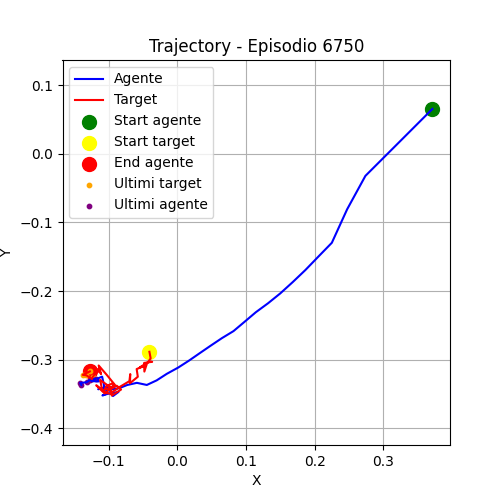 Trajectory - Episodio 6750
Agente
Target
Start agente
Start target
End agente
Ultimi target
Ultimi agente
0.1
0.0
−0.1
−0.2
−0.3
−0.4
Y
−0.1
0.0
0.1
0.2
0.3
X